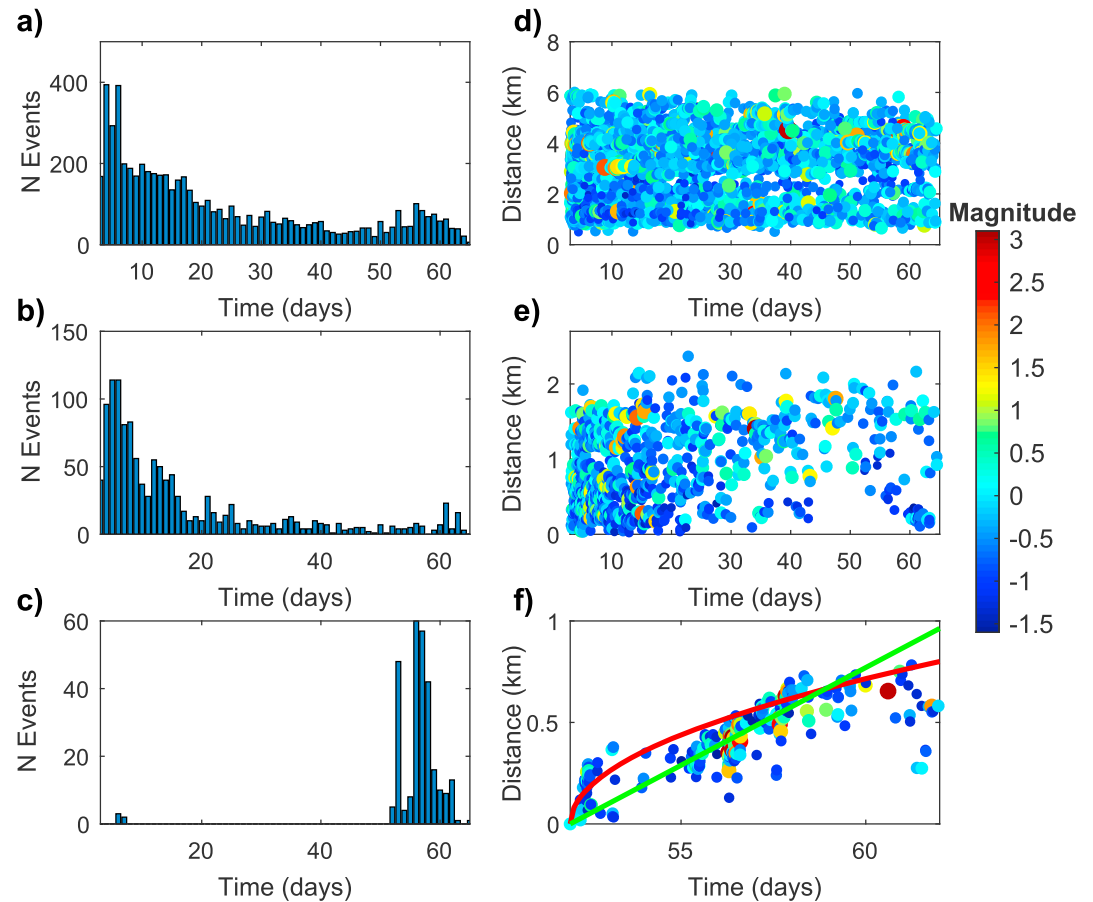 a)
N Events
400
200
0
10 20 30 40 50 60
Time (days)
d)
Distance (km)
8
6
4
2
0
10 20 30 40 50 60
Time (days)
b)
N Events
150
100
50
0
20 40 60
Time (days)
e)
Distance (km)
2
1
0
10 20 30 40 50 60
Time (days)
c)
N Events
60
40
20
0
20 40 60
Time (days)
f)
Distance (km)
1
0.5
0
55 60
Time (days)
Magnitude
3
2.5
2
1.5
1
0.5
0
-0.5
-1
-1.5